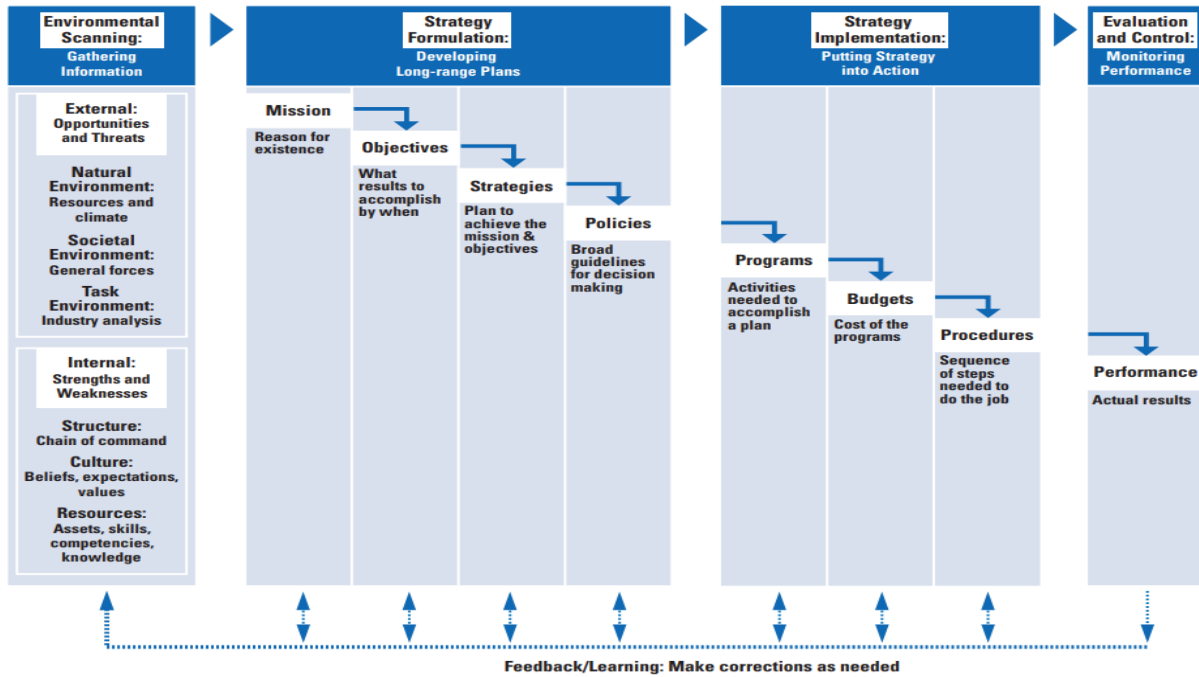 Environmental
Scanning:
Gathering
Information
Strategy
Formulation:
Developing
Long-range Plans
Strategy
Implementation:
Putting Strategy
into Action
Evaluation
and Control:
Monitoring
Performance
External:
Opportunities
and Threats
Natural
Environment:
Resources and
climate
Societal
Environment:
General forces
Task
Environment:
Industry analysis
Internal:
Strengths and
Weaknesses
Structure:
Chain of command
Culture:
Beliefs, expectations,
values
Resources:
Assets, skills,
competencies,
knowledge
Mission
Reason for
existence
Objectives
What
results to
accomplish
by when
Strategies
Plan to
achieve the
mission &
objectives
Policies
Broad
guidelines
for decision
making
Programs
Activities
needed to
accomplish
a plan
Budgets
Cost of the
programs
Procedures
Sequence
of steps
needed to
do the job
Performance
Actual results
Feedback/Learning: Make corrections as needed